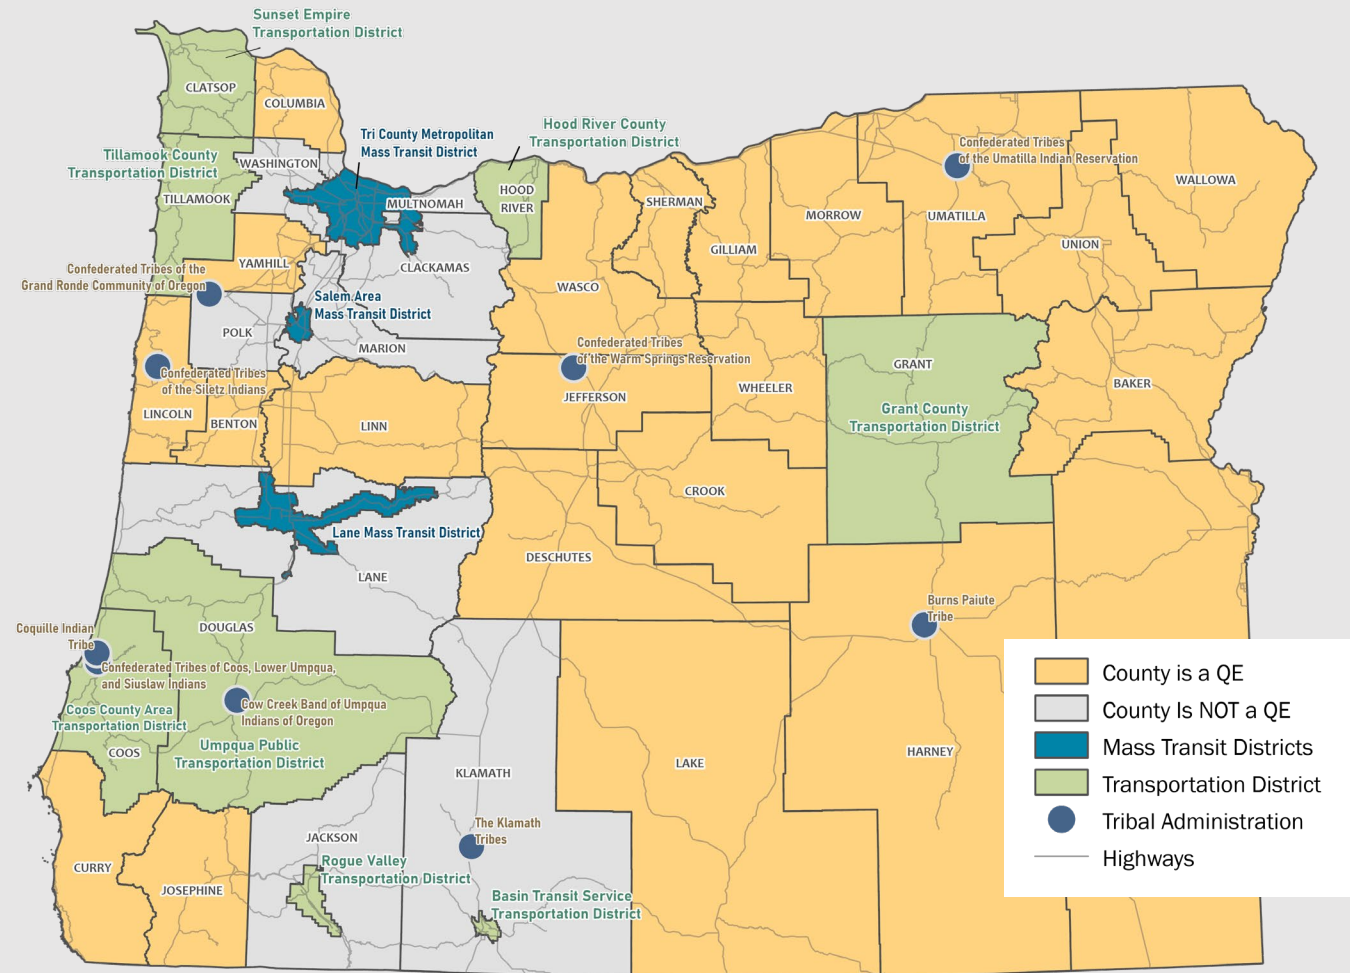 Sunset Empire
Transportation District
CLATSOP
COLUMBIA
Tri County Metropolitan
Mass Transit District
Hood River County
Transportation District
Tillamook County
Transportation District
WASHINGTON
TILLAMOOK
MULTNOMAH
HOOD
RIVER
SHERMAN
Confederated Tribes
of the Umatilla Indian Reservation
WALLOWA
MORROW
UMATILLA
GILLIAM
UNION
YAMHILL
CLACKAMAS
Confederated Tribes of the
Grand Ronde Community of Oregon
WASCO
Salem Area
Mass Transit District
POLK
MARION
Confederated Tribes
of the Warm Springs Reservation
GRANT
Confederated Tribes
of the Siletz Indians
JEFFERSON
WHEELER
BAKER
LINCOLN
BENTON
LINN
Grant County
Transportation District
CROOK
Lane Mass Transit District
DESCHUTES
LANE
Burns Paiute
Tribe
Coquille Indian
Tribe
DOUGLAS
Confederated Tribes of Coos, Lower Umpqua,
and Siuslaw Indians
Cow Creek Band of Umpqua
Indians of Oregon
Coos County Area
Transportation District
COOS
Umpqua Public
Transportation District
KLAMATH
LAKE
HARNEY
The Klamath
Tribes
JACKSON
Rogue Valley
Transportation District
CURRY
JOSEPHINE
Basin Transit Service
Transportation District
County is a QE
County Is NOT a QE
Mass Transit Districts
Transportation District
Tribal Administration
Highways